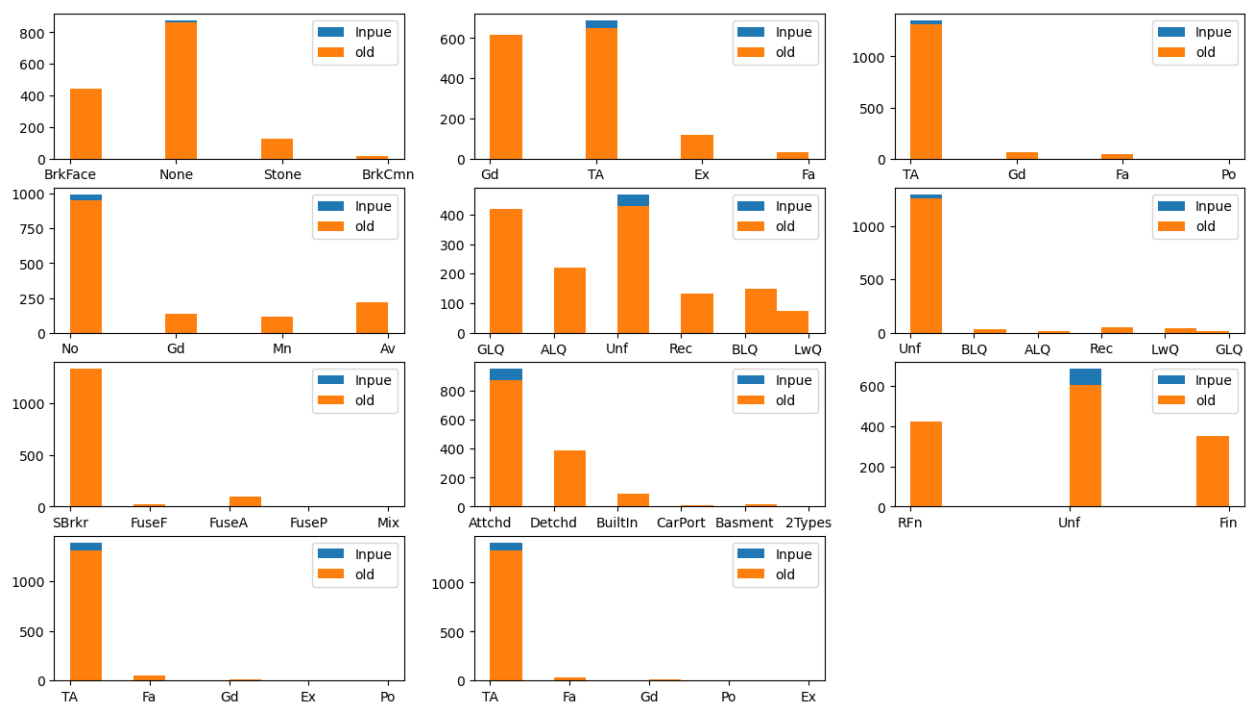 800
600
400
200
0
BrkFace None Stone BrkCmn
Inpue
old
600
400
200
0
Gd TA Ex Fa
Inpue
old
1000
500
0
TA Gd Fa Po
Inpue
old
1000
750
500
250
0
No Gd Mn Av
Inpue
old
400
300
200
100
0
GLQ ALQ Unf Rec BLQ LwQ
Inpue
old
1000
500
0
Unf BLQ ALQ Rec LwQ GLQ
Inpue
old
1000
500
0
SBrkr FuseF FuseA FuseP Mix
Inpue
old
800
600
400
200
0
Attchd Detchd BuiltIn CarPort Basment 2Types
Inpue
old
600
400
200
0
RFn Unf Fin
Inpue
old
1000
500
0
TA Fa Gd Ex Po
Inpue
old
1000
500
0
TA Fa Gd Po Ex
Inpue
old